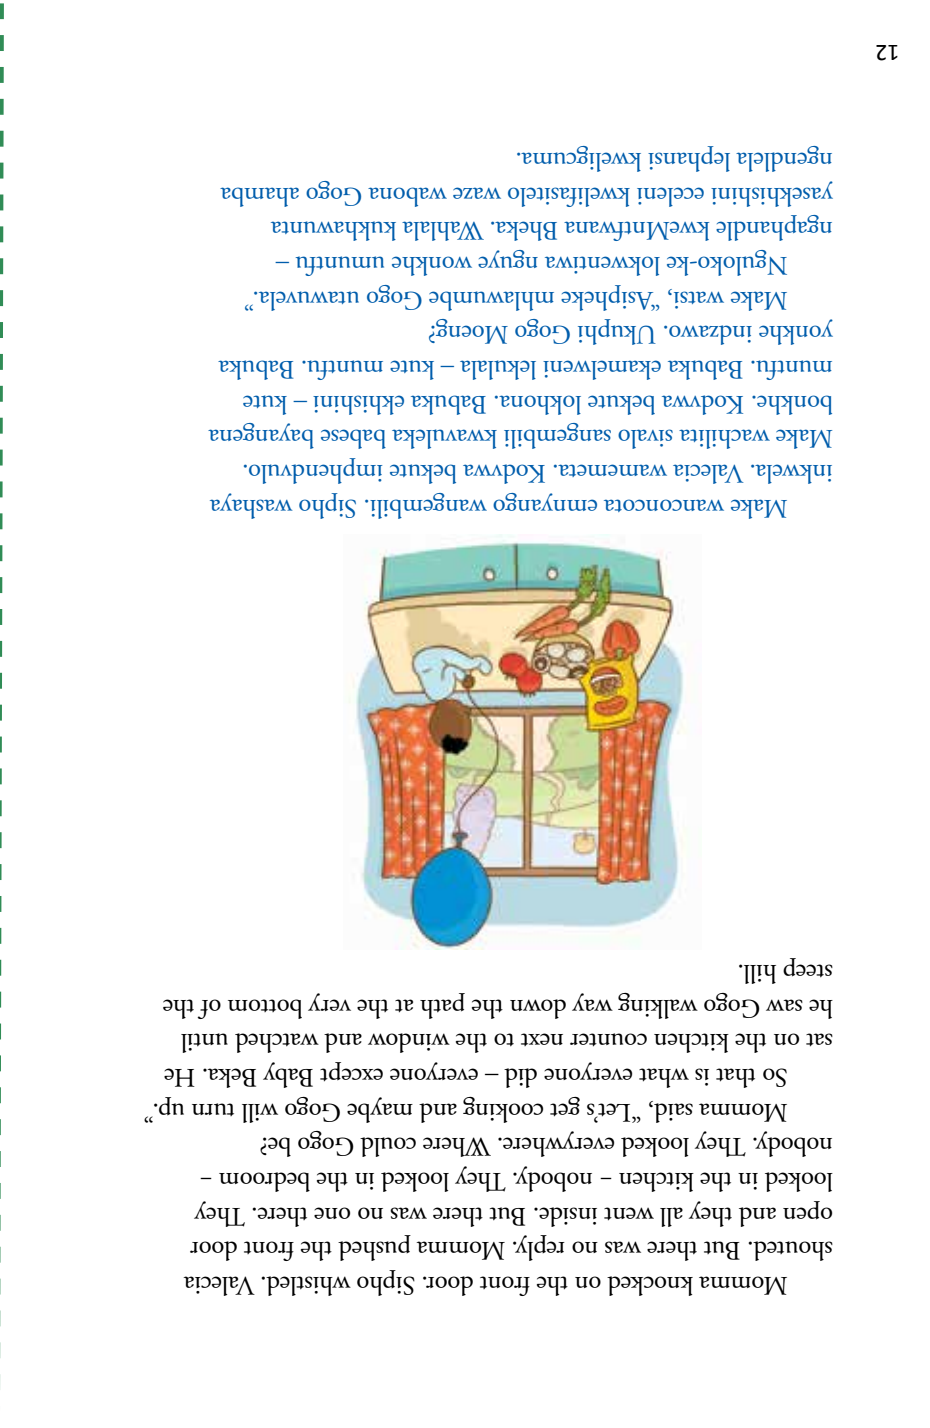 Momma knocked on the front door. Sipho whistled. Valecia
shouted. But there was no reply. Momma pushed the front door
open and they all went inside. But there was no one there. They
looked in the kitchen – nobody. They looked in the bedroom –
nobody. They looked everywhere. Where could Gogo be?
Momma said, “Let’s get cooking and maybe Gogo will turn up.”
So that is what everyone did – everyone except Baby Beka. He
sat on the kitchen counter next to the window and watched until
he saw Gogo walking way down the path at the very bottom of the
steep hill.
Make wanconcota emnyango wangembili. Sipho washaya
inkwela. Valecia wamemeta. Kodvwa bekute imphendvulo.
Make wachilita sivalo sangembili kwavuleka babese bayangena
bonkhe. Kodvwa bekute lokhona. Babuka ekhishini – kute
muntfu. Babuka ekamelweni lekulala – kute muntfu. Babuka
yonkhe indzawo. Ukuphi Gogo Moeng?
Make watsi, “Asipheke mhlawumbe Gogo utawuvela.”
Nguloko-ke lokwentiwa nguye wonkhe umuntfu –
ngaphandle kweMntfwana Bheka. Wahlala kukhawunta
yasekhishini eceleni kwelifasitelo waze wabona Gogo ahamba
ngendlela lephansi kweligcuma.
12